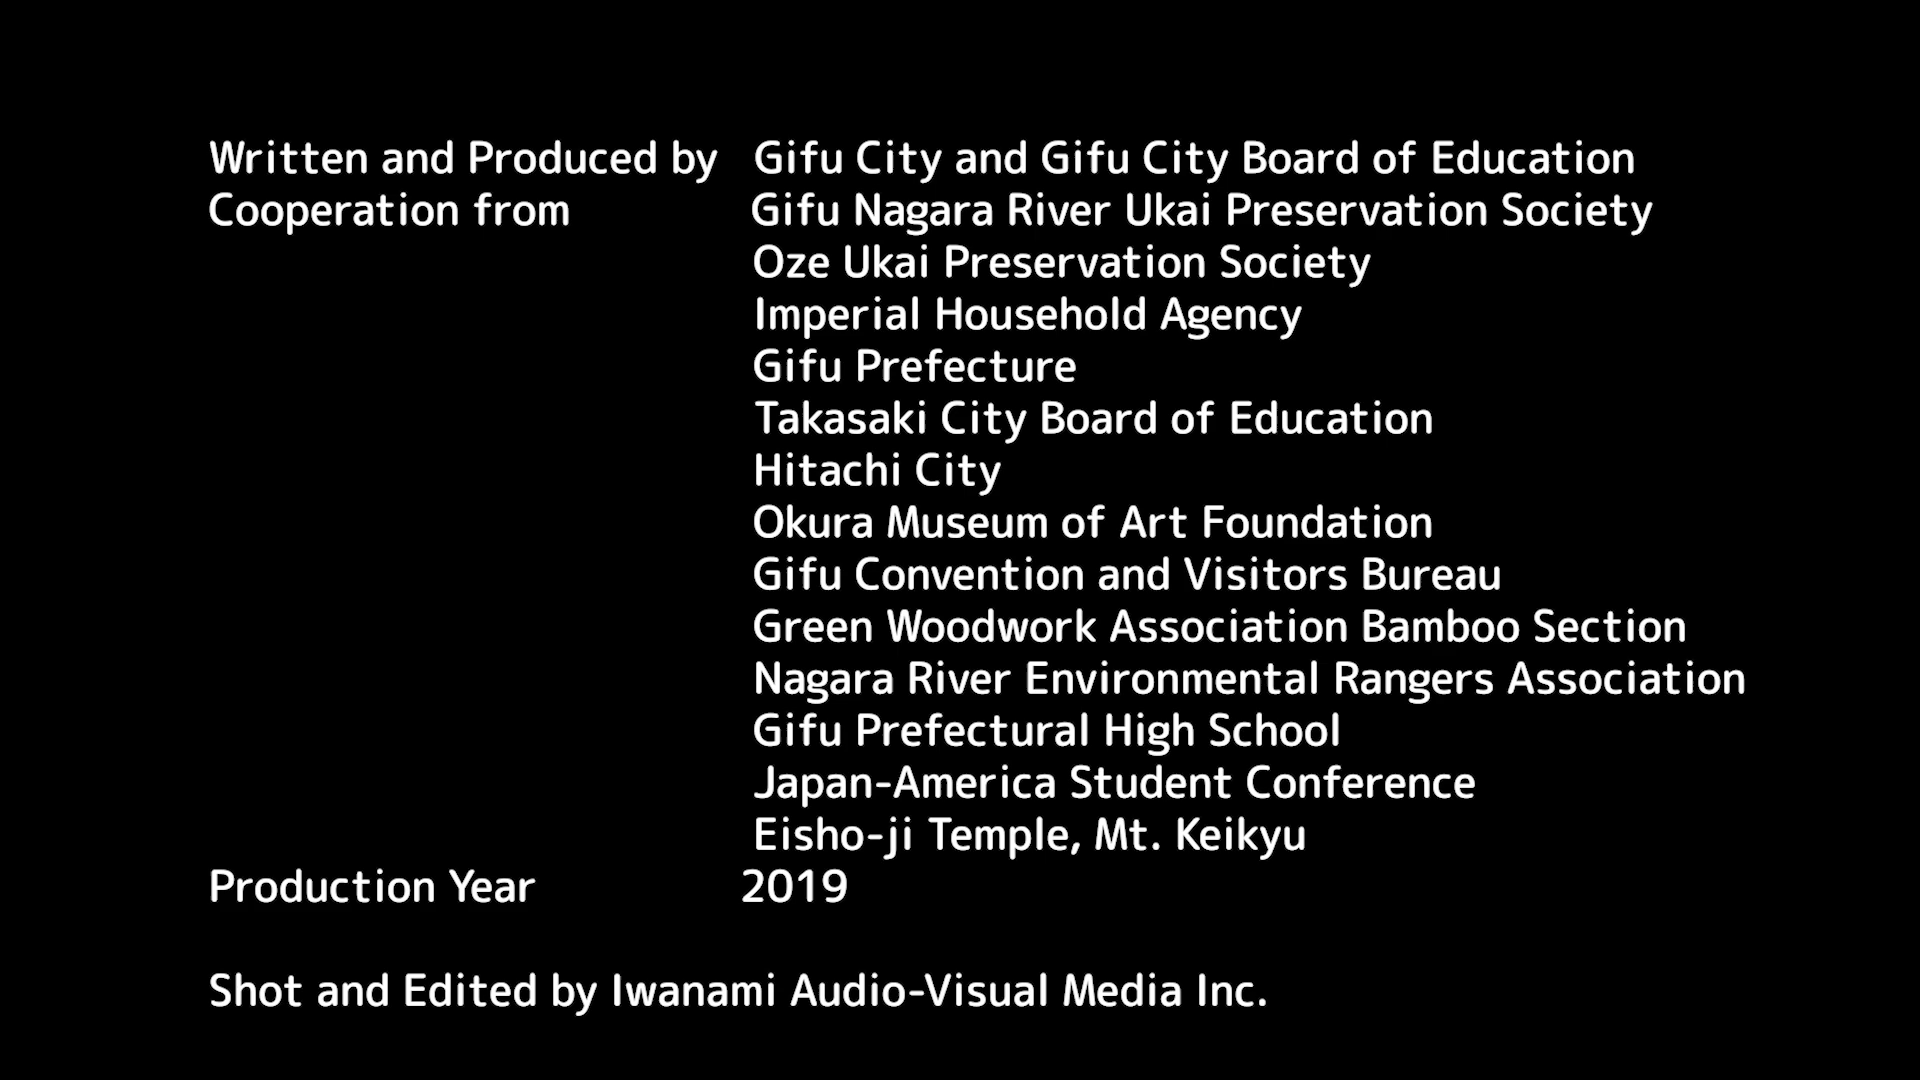 Written and Produced by Gifu City and Gifu City Board of Education
Cooperation from Gifu Nagara River Ukai Preservation Society
Oze Ukai Preservation Society
Imperial Household Agency
Gifu Prefecture
Takasaki City Board of Education
Hitachi City
Okura Museum of Art Foundation
Gifu Convention and Visitors Bureau
Green Woodwork Association Bamboo Section
Nagara River Environmental Rangers Association
Gifu Prefectural High School
Japan-America Student Conference
Eisho-ji Temple, Mt. Keikyu
Production Year 2019
Shot and Edited by Iwanami Audio-Visual Media Inc.